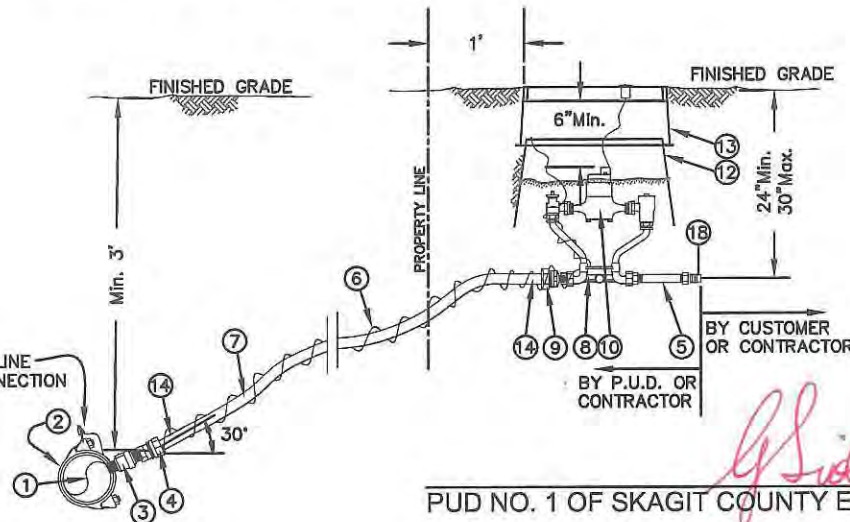 1'
FINISHED GRADE
FINISHED GRADE
6"Min.
13
12
24"Min.
30"Max.
PROPERTY LINE
Min. 3'
18
6
7
14
9
8
10
5
BY CUSTOMER
OR CONTRACTOR
BY P.U.D. OR
CONTRACTOR
LINE
NECTION
2
14
30°
1
3
4
PUD NO. 1 OF SKAGIT COUNTY E